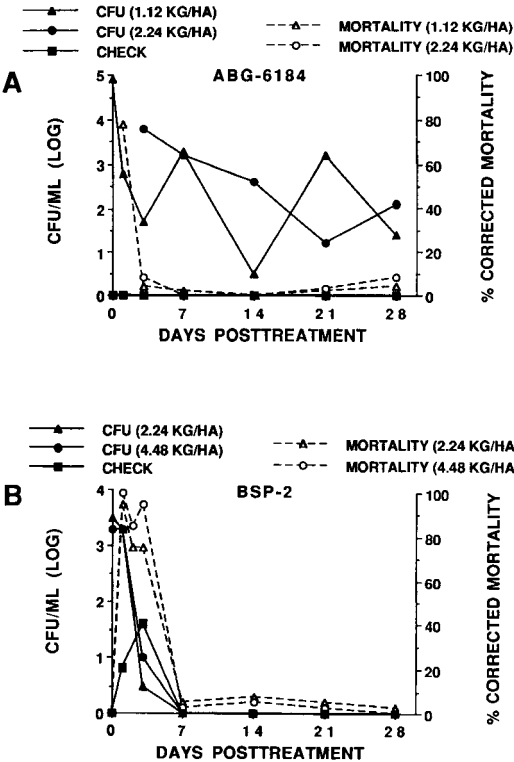 CFU (1.12 KG/HA)
CFU (2.24 KG/HA)
CHECK
MORTALITY (1.12 KG/HA)
MORTALITY (2.24 KG/HA)
A
ABG-6184
5
4
3
2
1
0
CFU/ML (LOG)
100
80
60
40
20
0
% CORRECTED MORTALITY
0 7 14 21 28
DAYS POSTTREATMENT
CFU (2.24 KG/HA)
CFU (4.48 KG/HA)
CHECK
MORTALITY (2.24 KG/HA
MORTALITY (4.48 KG/HA
B
BSP-2
4
3
2
1
0
CFU/ML (LOG)
100
80
60
40
20
0
% CORRECTED MORTALITY
0 7 14 21 28
DAYS POSTTREATMENT